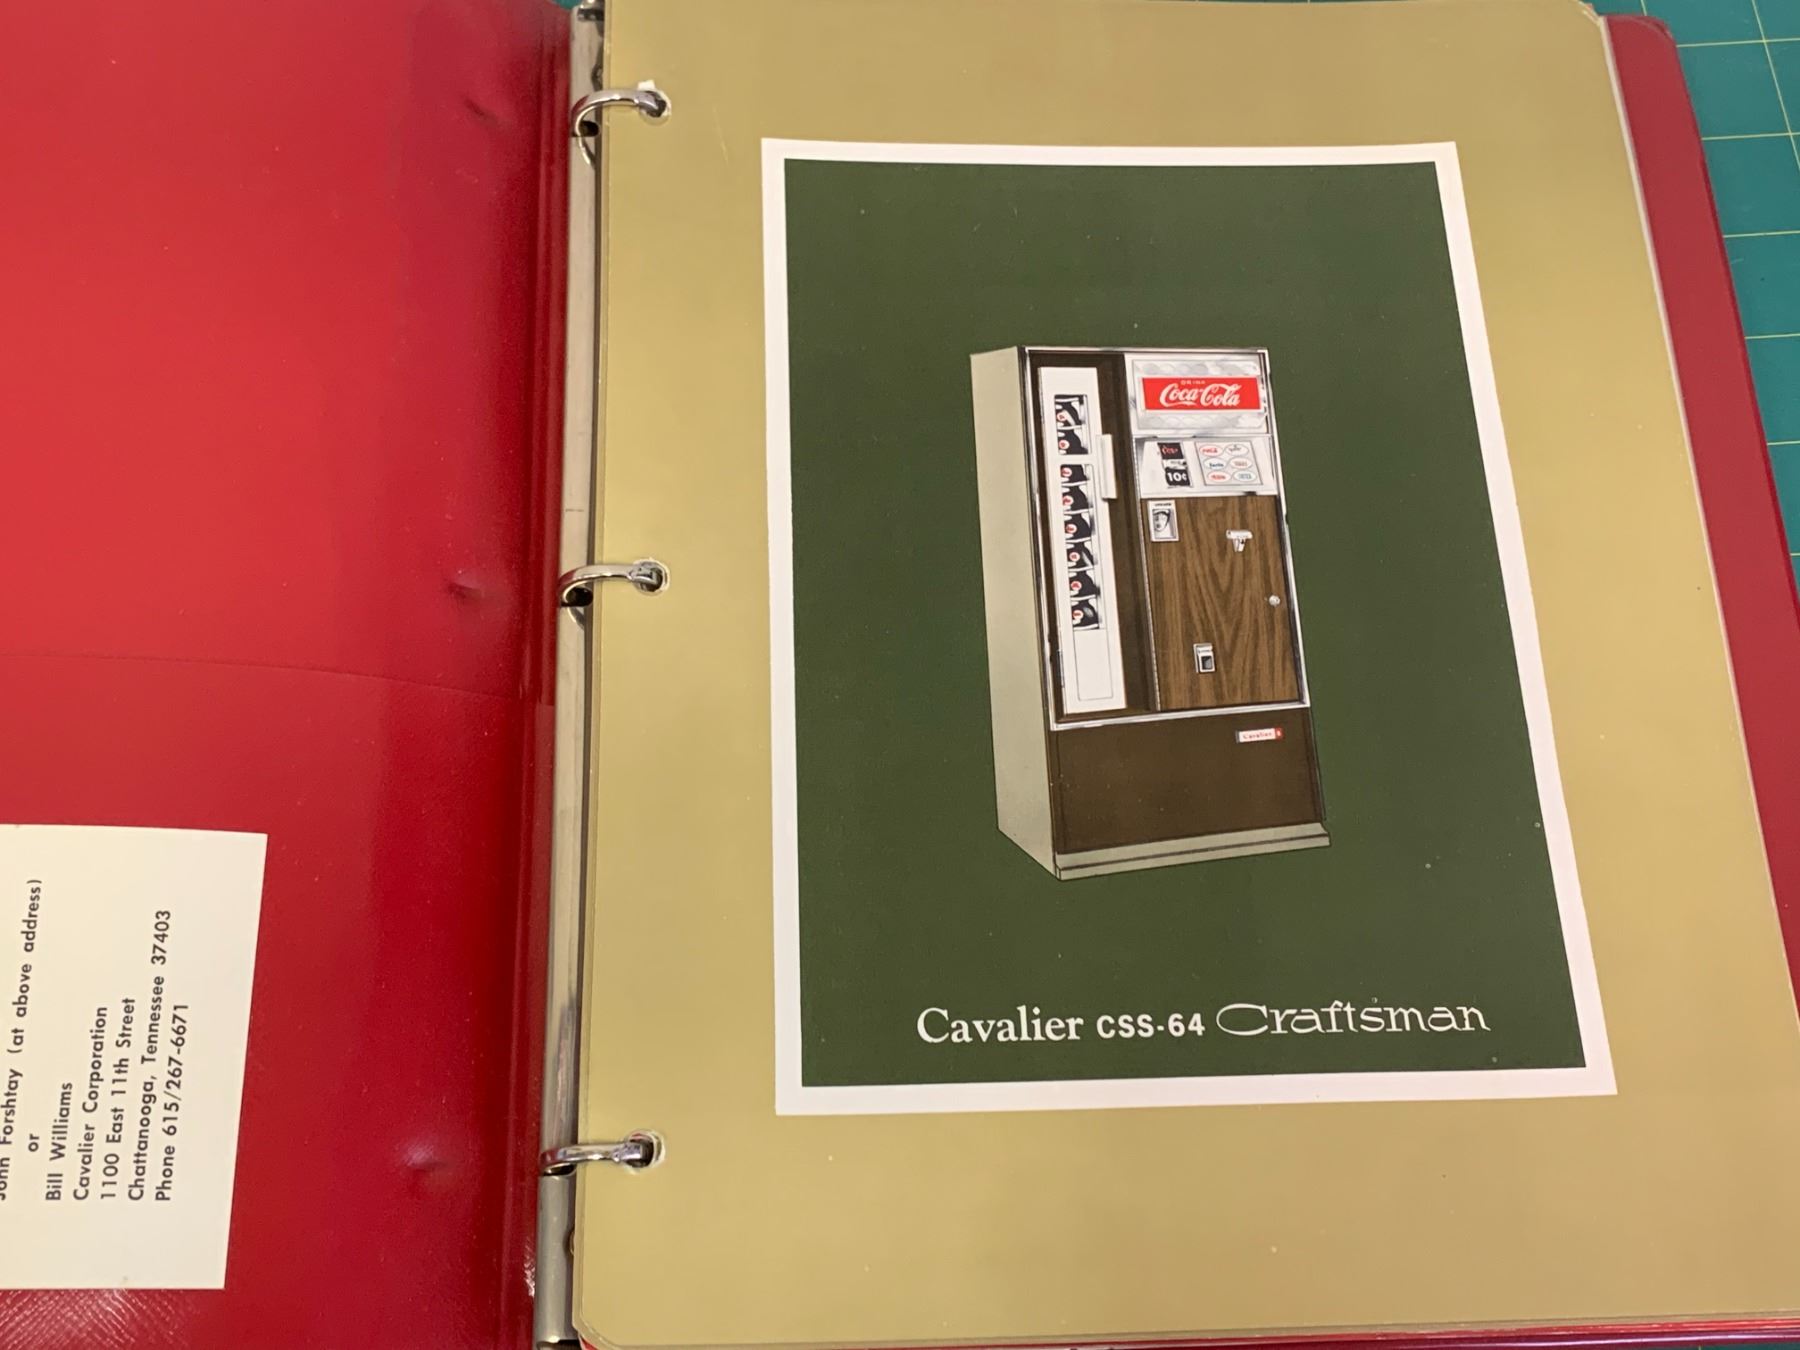 John Forshtay (at above address)
or
Bill Williams
Cavalier Corporation
1100 East 11th Street
Chattanooga, Tennessee 37403
Phone 615/267-6671
DRINK
Coca-Cola
10¢
Cavalier
Cavalier CSS-64 Craftsman